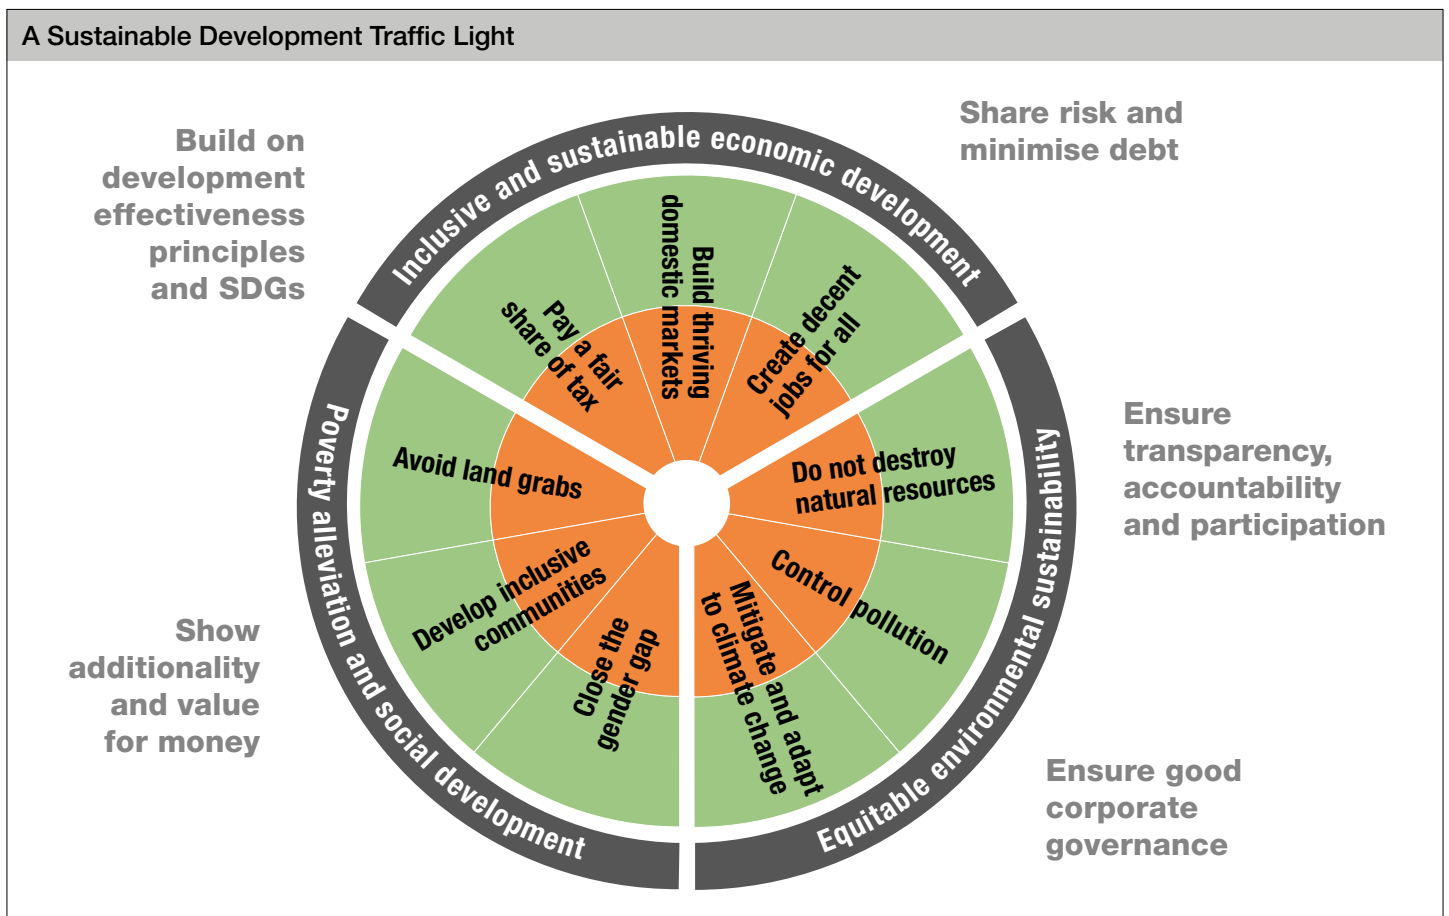 A Sustainable Development Traffic Light
Build on
development
effectiveness
principles
and SDGs
Share risk and
minimise debt
Inclusive and sustainable economic development
Pay a fair
share of tax
Build thriving
domestic markets
Create decent
jobs for all
Poverty alleviation and social development
Avoid land grabs
Develop inclusive
communities
Close the
gender gap
Equitable environmental sustainability
Do not destroy
natural resources
Control pollution
Mitigate and adapt
to climate change
Ensure
transparency,
accountability
and participation
Show
additionality
and value
for money
Ensure good
corporate
governance